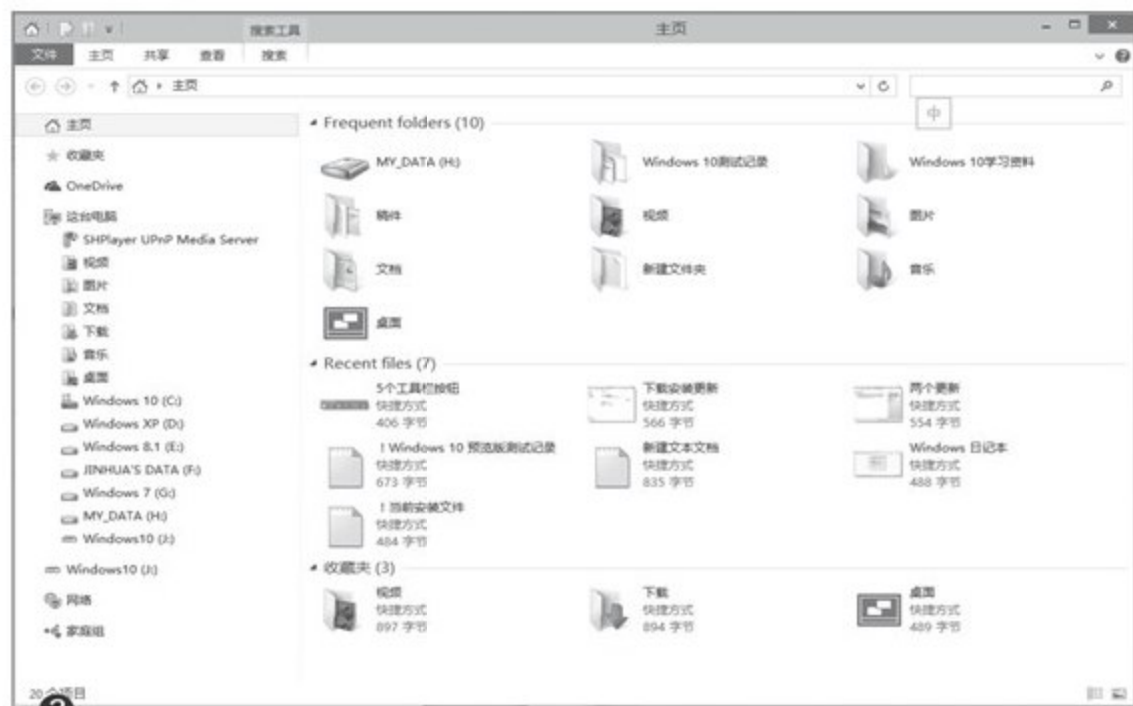 搜索工具
主页
文件 主页 共享 查看 搜索
主页
中
主页
收藏夹
OneDrive
这台电脑
SHPlayer UPnP Media Server
视频
图片
文档
下载
音乐
桌面
Windows 10 (C:)
Windows XP (D:)
Windows 8.1 (E:)
JINHUA'S DATA (F:)
Windows 7 (G:)
MY_DATA (H:)
Windows10 (J:)
Windows10 (J:)
网络
家庭组
Frequent folders (10)
MY_DATA (H:) Windows 10测试记录 Windows 10学习资料
稿件 视频 图片
文档 新建文件夹 音乐
桌面
Recent files (7)
5个工具栏按钮 下载安装更新 两个更新
快捷方式 快捷方式 快捷方式
406 字节 566 字节 554 字节
！Windows 10 预览版测试记录 新建文本文档 Windows 日记本
快捷方式 快捷方式 快捷方式
673 字节 835 字节 488 字节
！当前安装文件
快捷方式
484 字节
收藏夹 (3)
视频 下载 桌面
快捷方式 快捷方式 快捷方式
897 字节 894 字节 489 字节
20 个项目